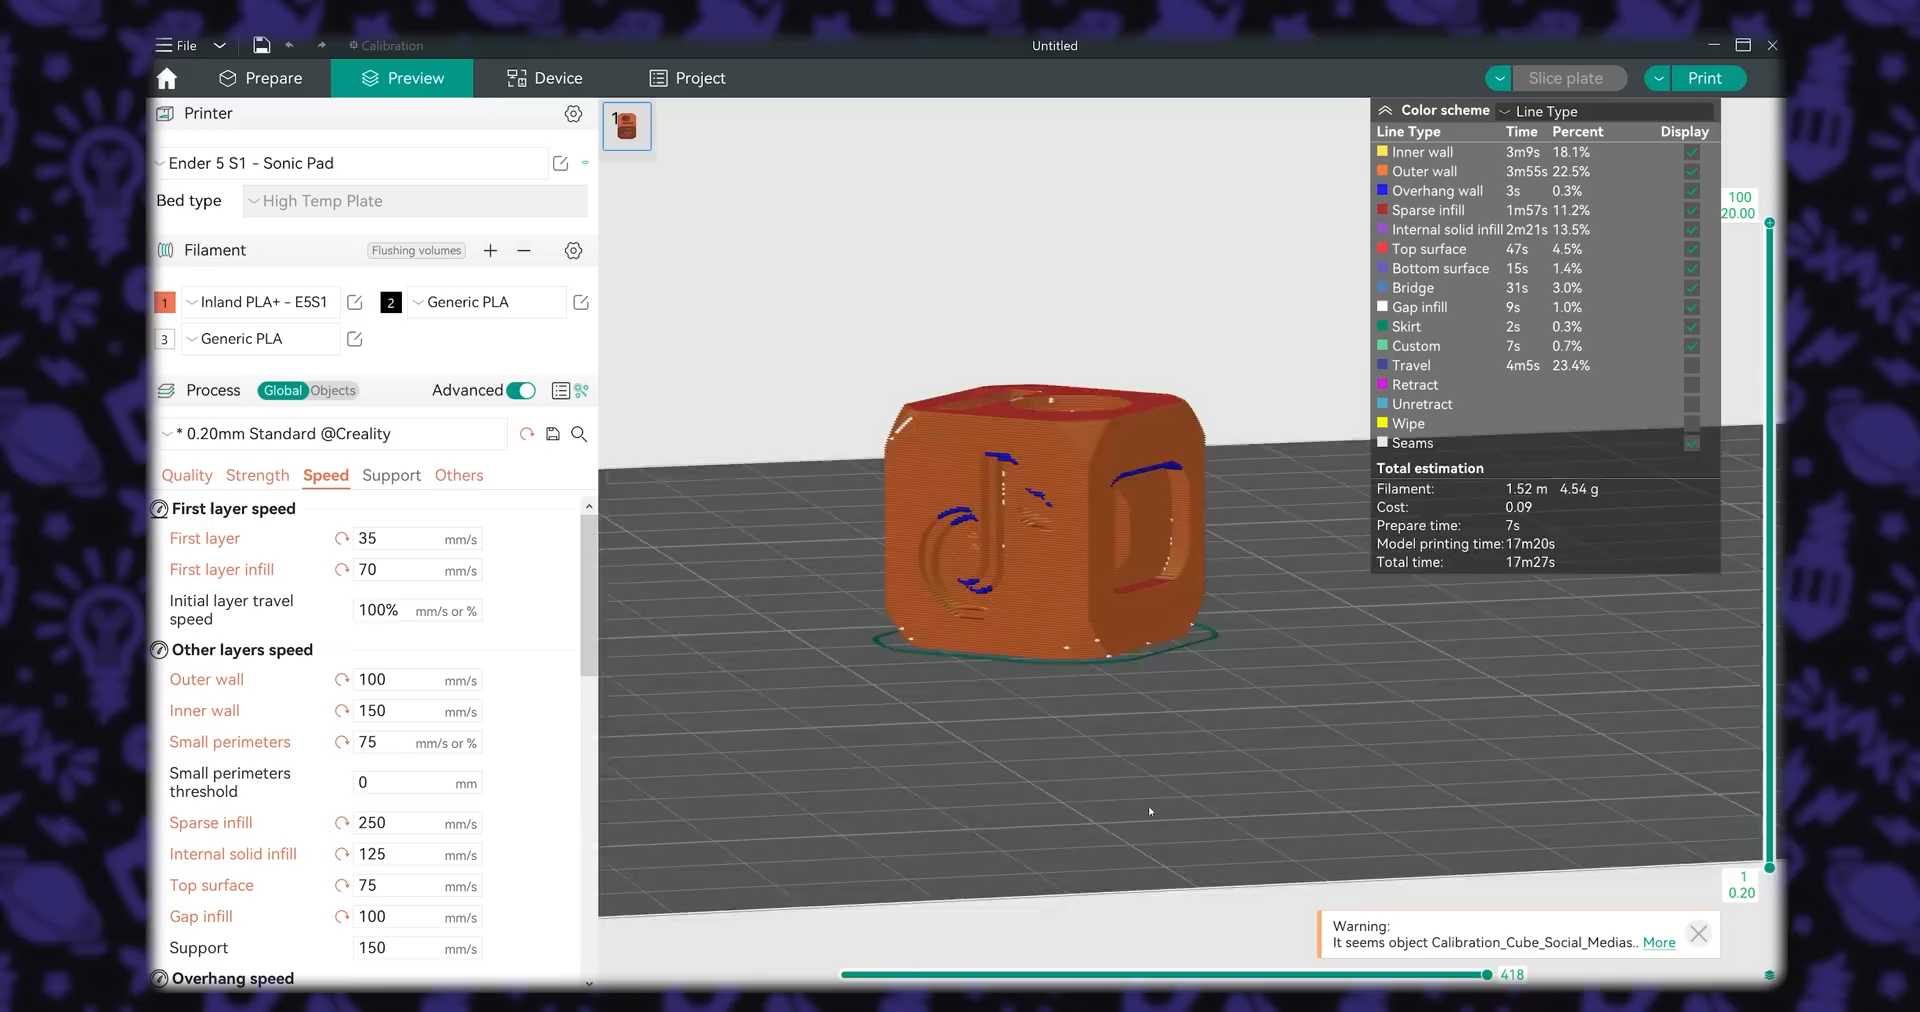 File
Calibration
Untitled
Prepare
Preview
Device
Project
Slice plate
Print
Printer
Ender 5 S1 - Sonic Pad
Bed type
High Temp Plate
Filament
Flushing volumes
1 Inland PLA+ - E5S1
2 Generic PLA
3 Generic PLA
Process
Global Objects
Advanced
* 0.20mm Standard @Creality
Quality Strength Speed Support Others
First layer speed
First layer 35 mm/s
First layer infill 70 mm/s
Initial layer travel
speed
100% mm/s or %
Other layers speed
Outer wall 100 mm/s
Inner wall 150 mm/s
Small perimeters 75 mm/s or %
Small perimeters
threshold
0 mm
Sparse infill 250 mm/s
Internal solid infill 125 mm/s
Top surface 75 mm/s
Gap infill 100 mm/s
Support 150 mm/s
Overhang speed
1
Color scheme Line Type
Line Type Time Percent Display
Inner wall 3m9s 18.1%
Outer wall 3m55s 22.5%
Overhang wall 3s 0.3%
Sparse infill 1m57s 11.2%
Internal solid infill 2m21s 13.5%
Top surface 47s 4.5%
Bottom surface 15s 1.4%
Bridge 31s 3.0%
Gap infill 9s 1.0%
Skirt 2s 0.3%
Custom 7s 0.7%
Travel 4m5s 23.4%
Retract
Unretract
Wipe
Seams
Total estimation
Filament: 1.52 m 4.54 g
Cost: 0.09
Prepare time: 7s
Model printing time: 17m20s
Total time: 17m27s
100
20.00
1
0.20
Warning:
It seems object Calibration_Cube_Social_Medias.. More
418